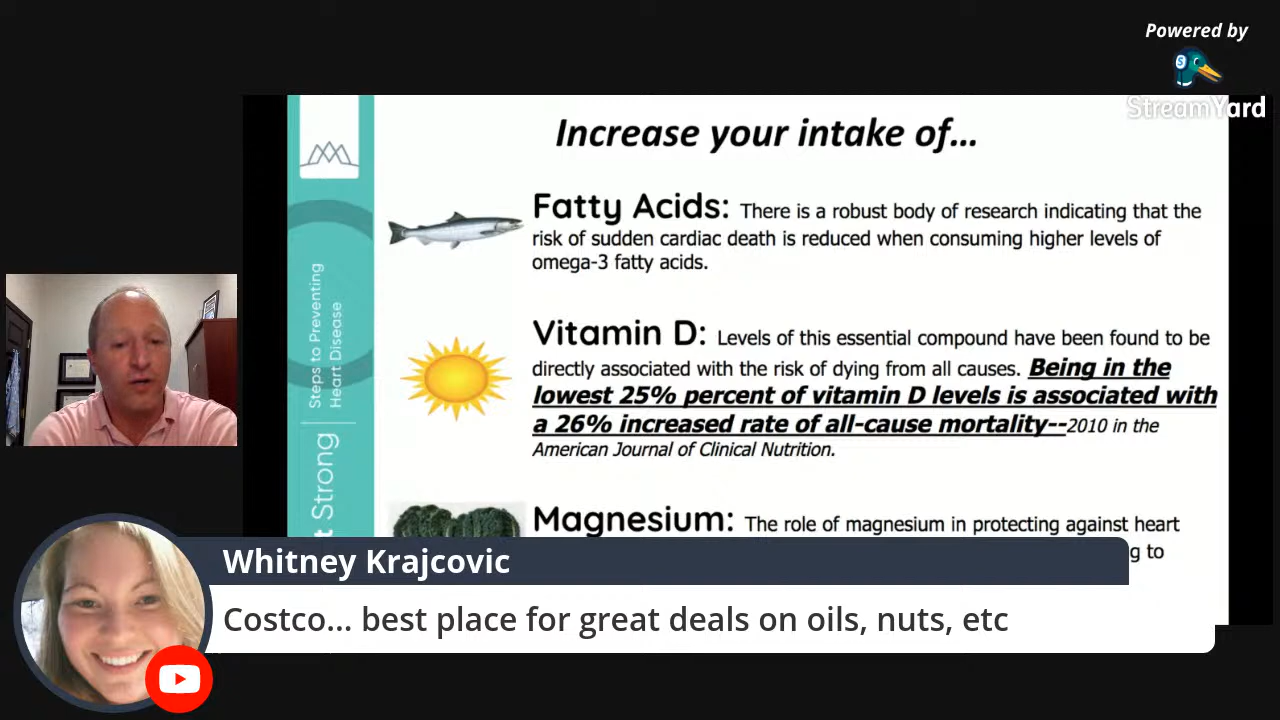 Powered by
StreamYard
Increase your intake of...
Fatty Acids: There is a robust body of research indicating that the
risk of sudden cardiac death is reduced when consuming higher levels of
omega-3 fatty acids.
Vitamin D: Levels of this essential compound have been found to be
directly associated with the risk of dying from all causes. Being in the
lowest 25% percent of vitamin D levels is associated with
a 26% increased rate of all-cause mortality--2010 in the
American Journal of Clinical Nutrition.
Magnesium: The role of magnesium in protecting against heart
g to
Steps to Preventing
Heart Disease
t Strong
Whitney Krajcovic
Costco... best place for great deals on oils, nuts, etc